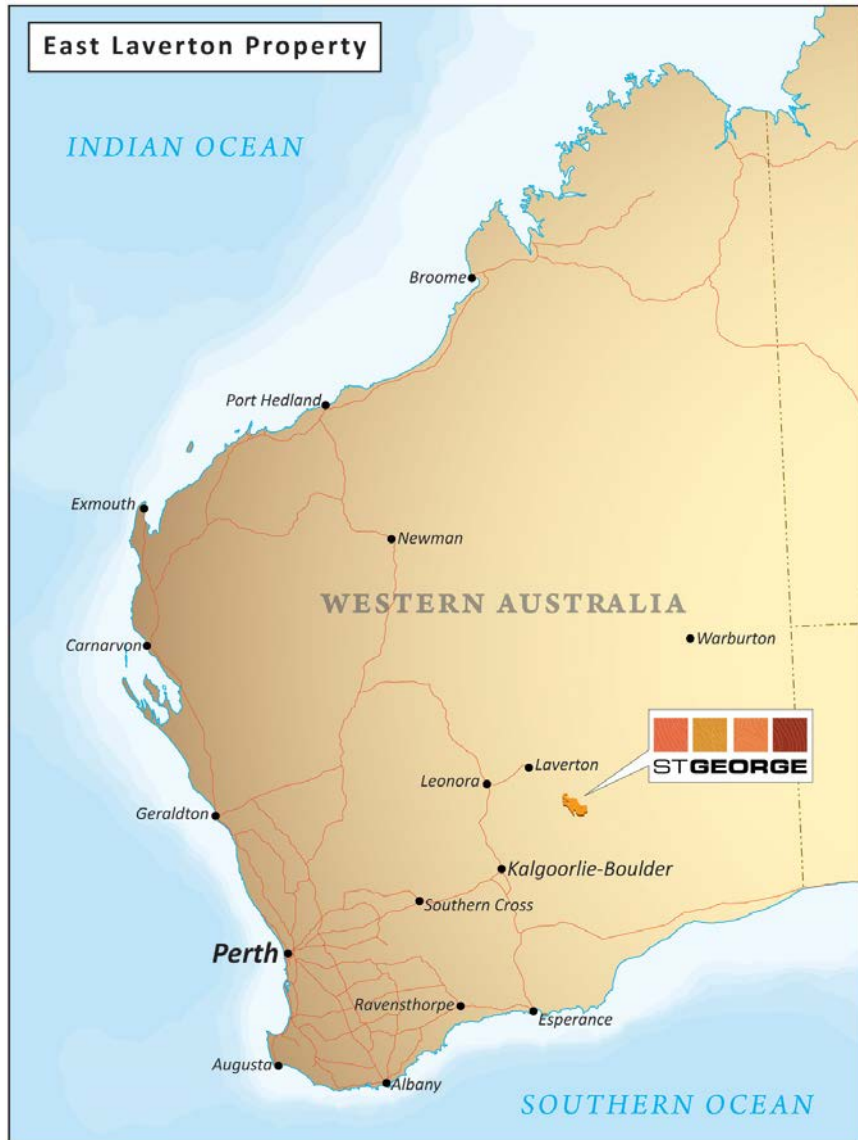 East Laverton Property
INDIAN OCEAN
Broome
Port Hedland
Exmouth
Newman
WESTERN AUSTRALIA
Warburton
Carnarvon
STGEORGE
Laverton
Leonora
Geraldton
Kalgoorlie-Boulder
Southern Cross
Perth
Ravensthorpe
Esperance
Augusta
Albany
SOUTHERN OCEAN